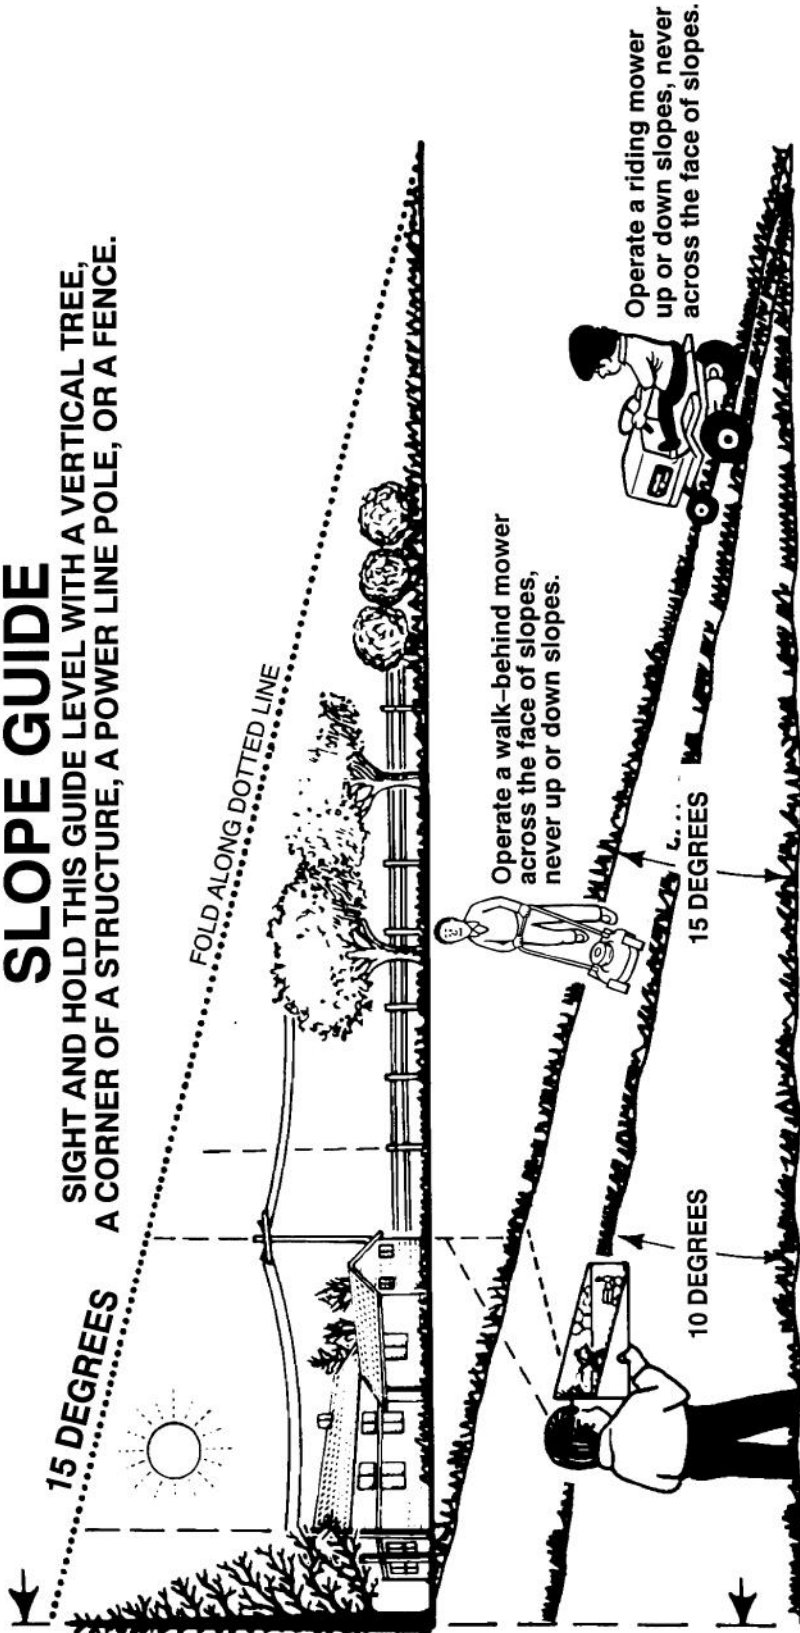 SLOPE GUIDE
SIGHT AND HOLD THIS GUIDE LEVEL WITH A VERTICAL TREE,
A CORNER OF A STRUCTURE, A POWER LINE POLE, OR A FENCE.
15 DEGREES
FOLD ALONG DOTTED LINE
Operate a walk–behind mower
across the face of slopes,
never up or down slopes.
Operate a riding mower
up or down slopes, never
across the face of slopes.
10 DEGREES
15 DEGREES